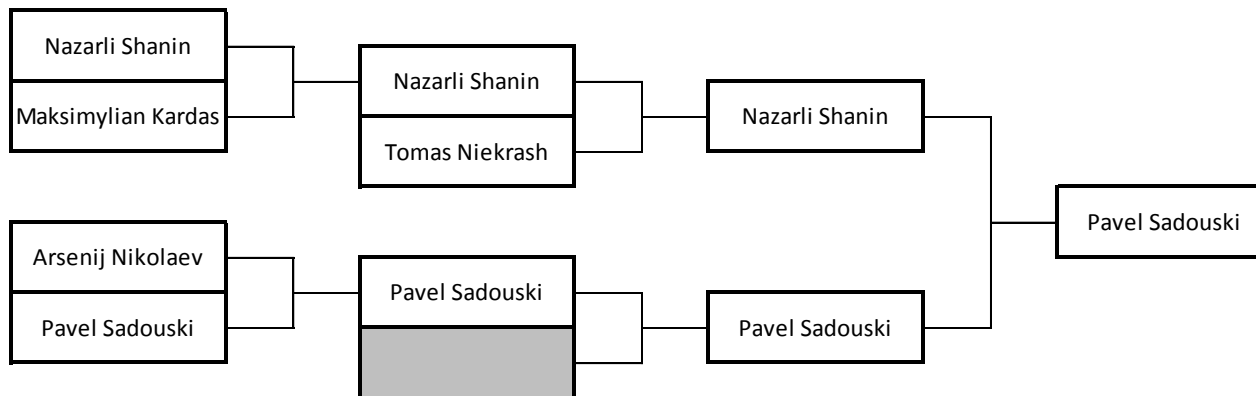 Nazarli Shanin
Maksimylian Kardas
Arsenij Nikolaev
Pavel Sadouski
Nazarli Shanin
Tomas Niekrash
Pavel Sadouski
Nazarli Shanin
Pavel Sadouski
Pavel Sadouski